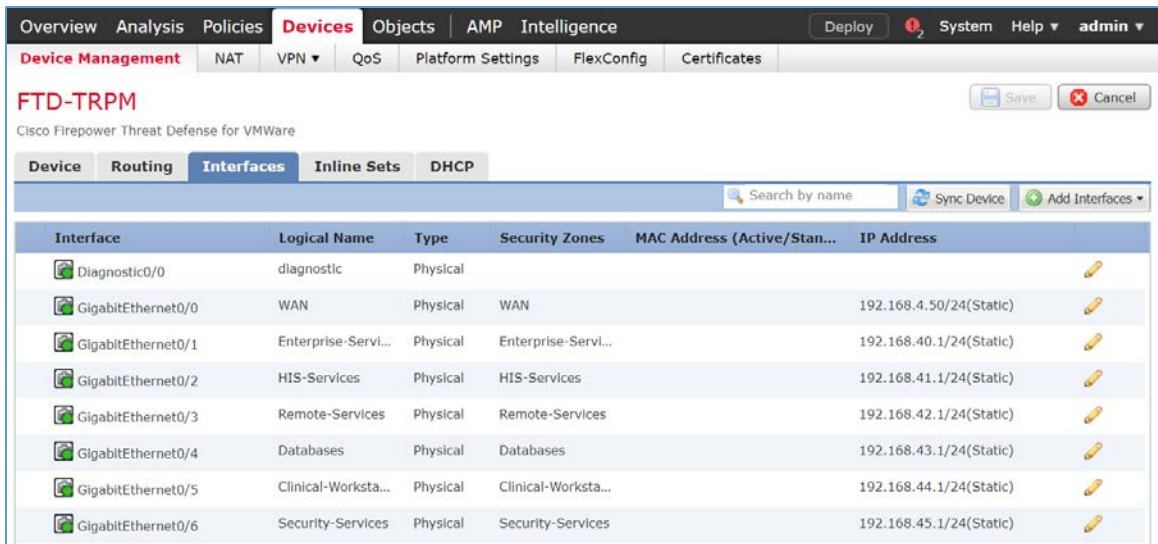 Overview Analysis Policies Devices Objects AMP Intelligence Deploy 2 System Help admin
Device Management NAT VPN QoS Platform Settings FlexConfig Certificates
FTD-TRPM Save Cancel
Cisco Firepower Threat Defense for VMWare
Device Routing Interfaces Inline Sets DHCP
Search by name Sync Device Add Interfaces
Interface Logical Name Type Security Zones MAC Address (Active/Stan... IP Address
Diagnostic0/0 diagnostic Physical
GigabitEthernet0/0 WAN Physical WAN 192.168.4.50/24(Static)
GigabitEthernet0/1 Enterprise-Servi... Physical Enterprise-Servi... 192.168.40.1/24(Static)
GigabitEthernet0/2 HIS-Services Physical HIS-Services 192.168.41.1/24(Static)
GigabitEthernet0/3 Remote-Services Physical Remote-Services 192.168.42.1/24(Static)
GigabitEthernet0/4 Databases Physical Databases 192.168.43.1/24(Static)
GigabitEthernet0/5 Clinical-Worksta... Physical Clinical-Worksta... 192.168.44.1/24(Static)
GigabitEthernet0/6 Security-Services Physical Security-Services 192.168.45.1/24(Static)